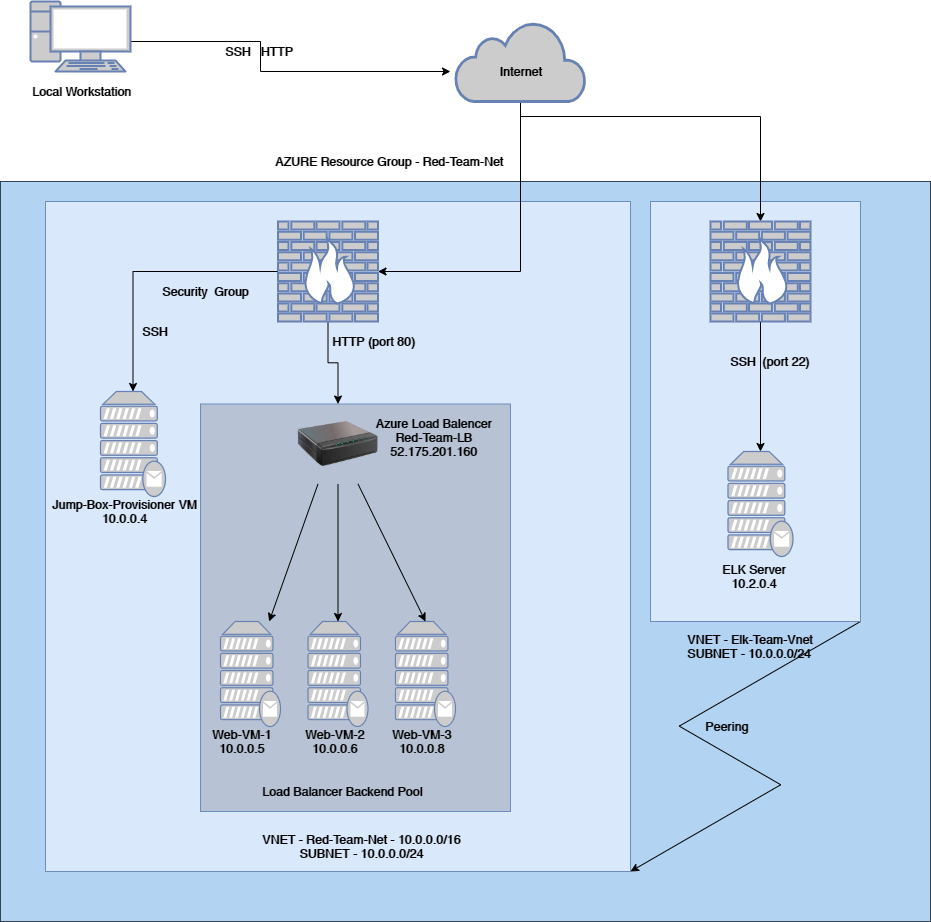 SSH HTTP
Internet
Local Workstation
AZURE Resource Group - Red-Team-Net
Security Group
SSH
HTTP (port 80)
SSH (port 22)
Azure Load Balencer
Red-Team-LB
52.175.201.160
Jump-Box-Provisioner VM
10.0.0.4
ELK Server
10.2.0.4
VNET - Elk-Team-Vnet
SUBNET - 10.0.0.0/24
Peering
Web-VM-1
10.0.0.5
Web-VM-2
10.0.0.6
Web-VM-3
10.0.0.8
Load Balancer Backend Pool
VNET - Red-Team-Net - 10.0.0.0/16
SUBNET - 10.0.0.0/24